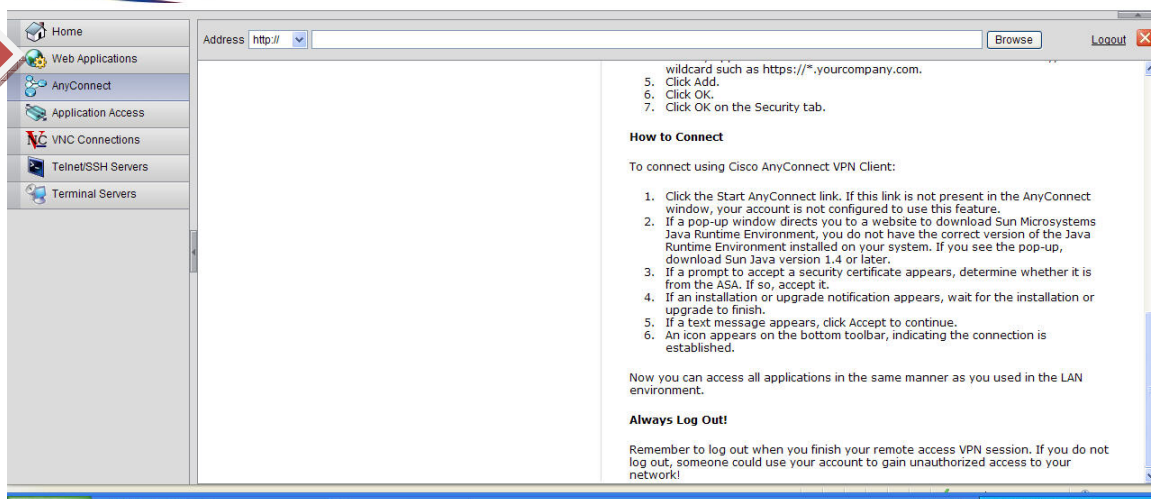 Home
Web Applications
AnyConnect
Application Access
VNC Connections
Telnet/SSH Servers
Terminal Servers
Address http:// Browse Logout
wildcard such as https://*.yourcompany.com.
5. Click Add.
6. Click OK.
7. Click OK on the Security tab.
How to Connect
To connect using Cisco AnyConnect VPN Client:
1. Click the Start AnyConnect link. If this link is not present in the AnyConnect
window, your account is not configured to use this feature.
2. If a pop-up window directs you to a website to download Sun Microsystems
Java Runtime Environment, you do not have the correct version of the Java
Runtime Environment installed on your system. If you see the pop-up,
download Sun Java version 1.4 or later.
3. If a prompt to accept a security certificate appears, determine whether it is
from the ASA. If so, accept it.
4. If an installation or upgrade notification appears, wait for the installation or
upgrade to finish.
5. If a text message appears, click Accept to continue.
6. An icon appears on the bottom toolbar, indicating the connection is
established.
Now you can access all applications in the same manner as you used in the LAN
environment.
Always Log Out!
Remember to log out when you finish your remote access VPN session. If you do not
log out, someone could use your account to gain unauthorized access to your
network!